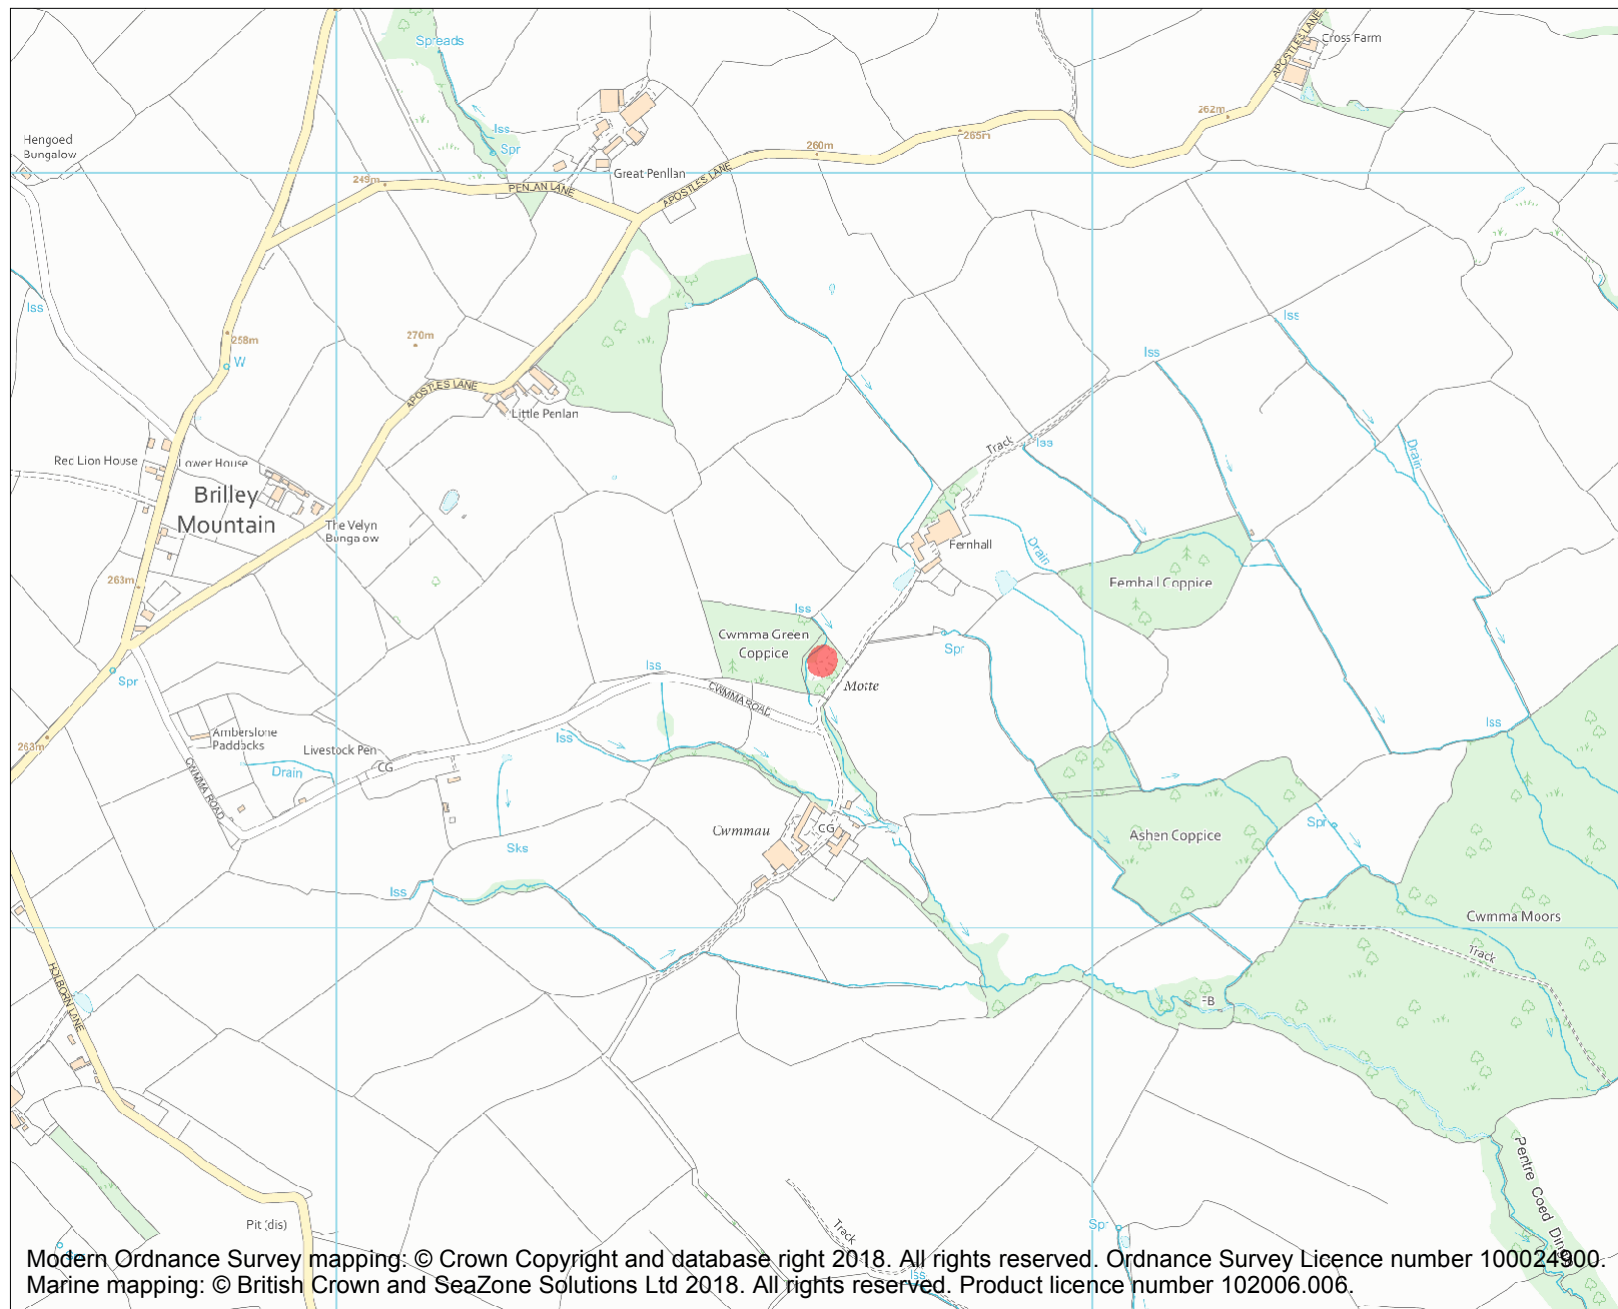 Spreads
APOSTLES LANE
Cross Farm
262m
Iss
265m
Hengoed
Bungalow
Spr
260m
Great Penllan
249m
APOSTLES LANE
Iss
Iss
258m
270m
W
Iss
APOSTLES LANE
Little Penlan
Track
Iss
Drain
Rec Lion House
Lower House
Brilley
Mountain
The Velyn
Bungalow
Fernhall
Drain
263m
Fernhall Coppice
Iss
Cwmma Green
Coppice
Spr
Iss
Spr
Motte
CWMMA ROAD
Iss
263m
Amberstone
Paddocks
Livestock Pen
Iss
CG
Drain
CWMMA ROAD
Spr
Cwmmau
CG
Ashen Coppice
Sks
Iss
Cwmma Moors
Track
HOLBORN LANE
FB
Pentre Coed Dingle
Pit (dis)
Track
Spr
Iss
Modern Ordnance Survey mapping: © Crown Copyright and database right 2018. All rights reserved. Ordnance Survey Licence number 100024900.
Marine mapping: © British Crown and SeaZone Solutions Ltd 2018. All rights reserved. Product licence number 102006.006.